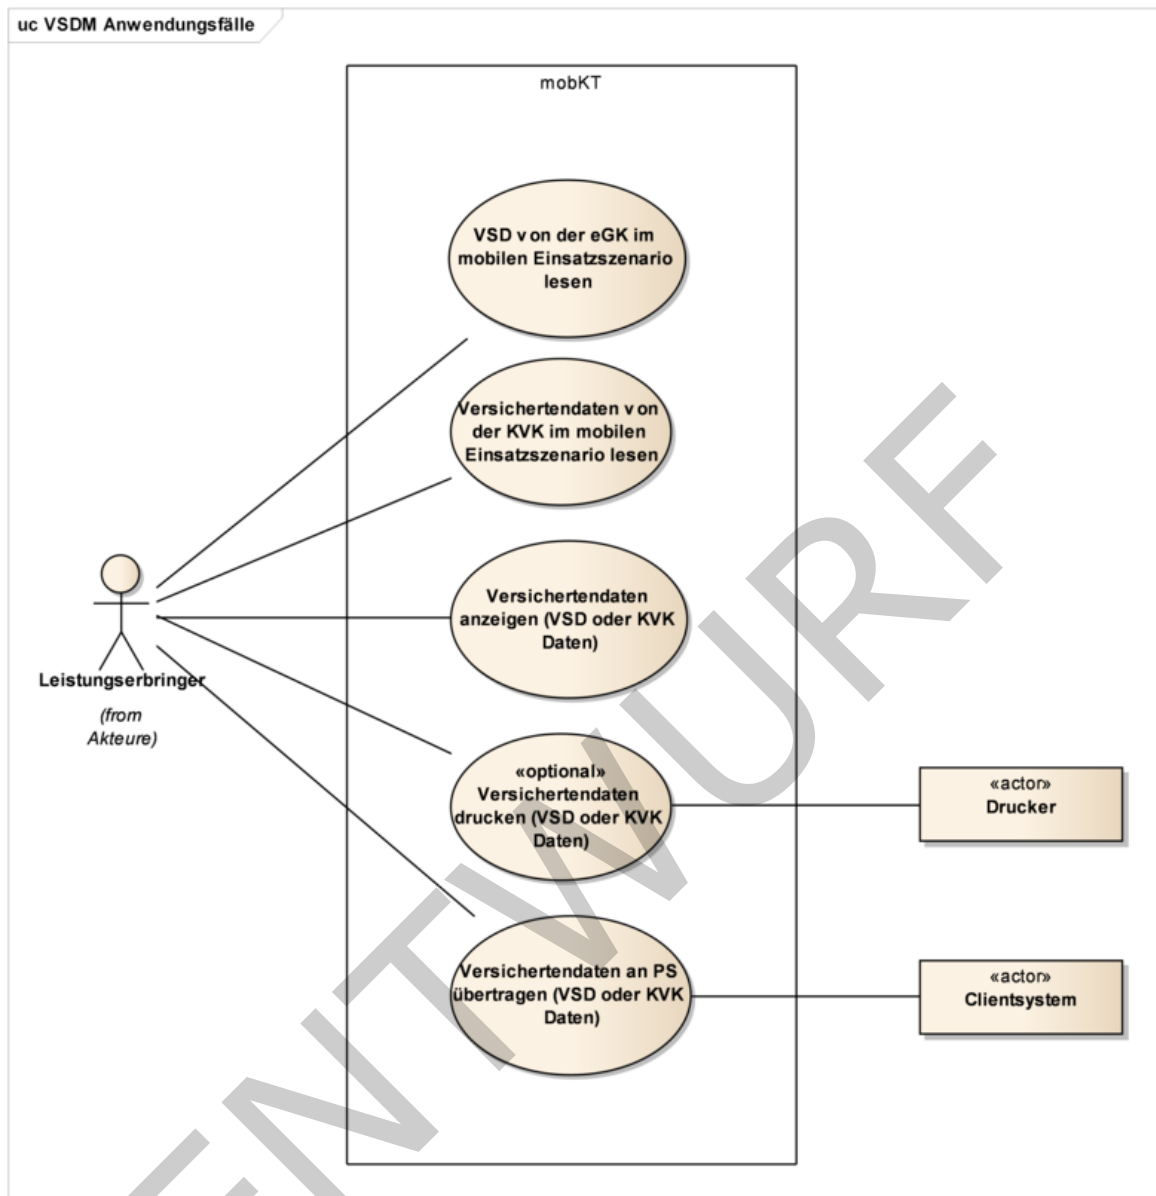 uc VSDM Anwendungsfälle
mobKT
VSD von der eGK im
mobilen Einsatzszenario
lesen
Versichertendaten von
der KVK im mobilen
Einsatzszenario lesen
Versichertendaten
anzeigen (VSD oder KVK
Daten)
Leistungserbringer
(from
Akteure)
«optional»
Versichertendaten
drucken (VSD oder KVK
Daten)
«actor»
Drucker
Versichertendaten an PS
übertragen (VSD oder KVK
Daten)
«actor»
Clientsystem
ENTWURF